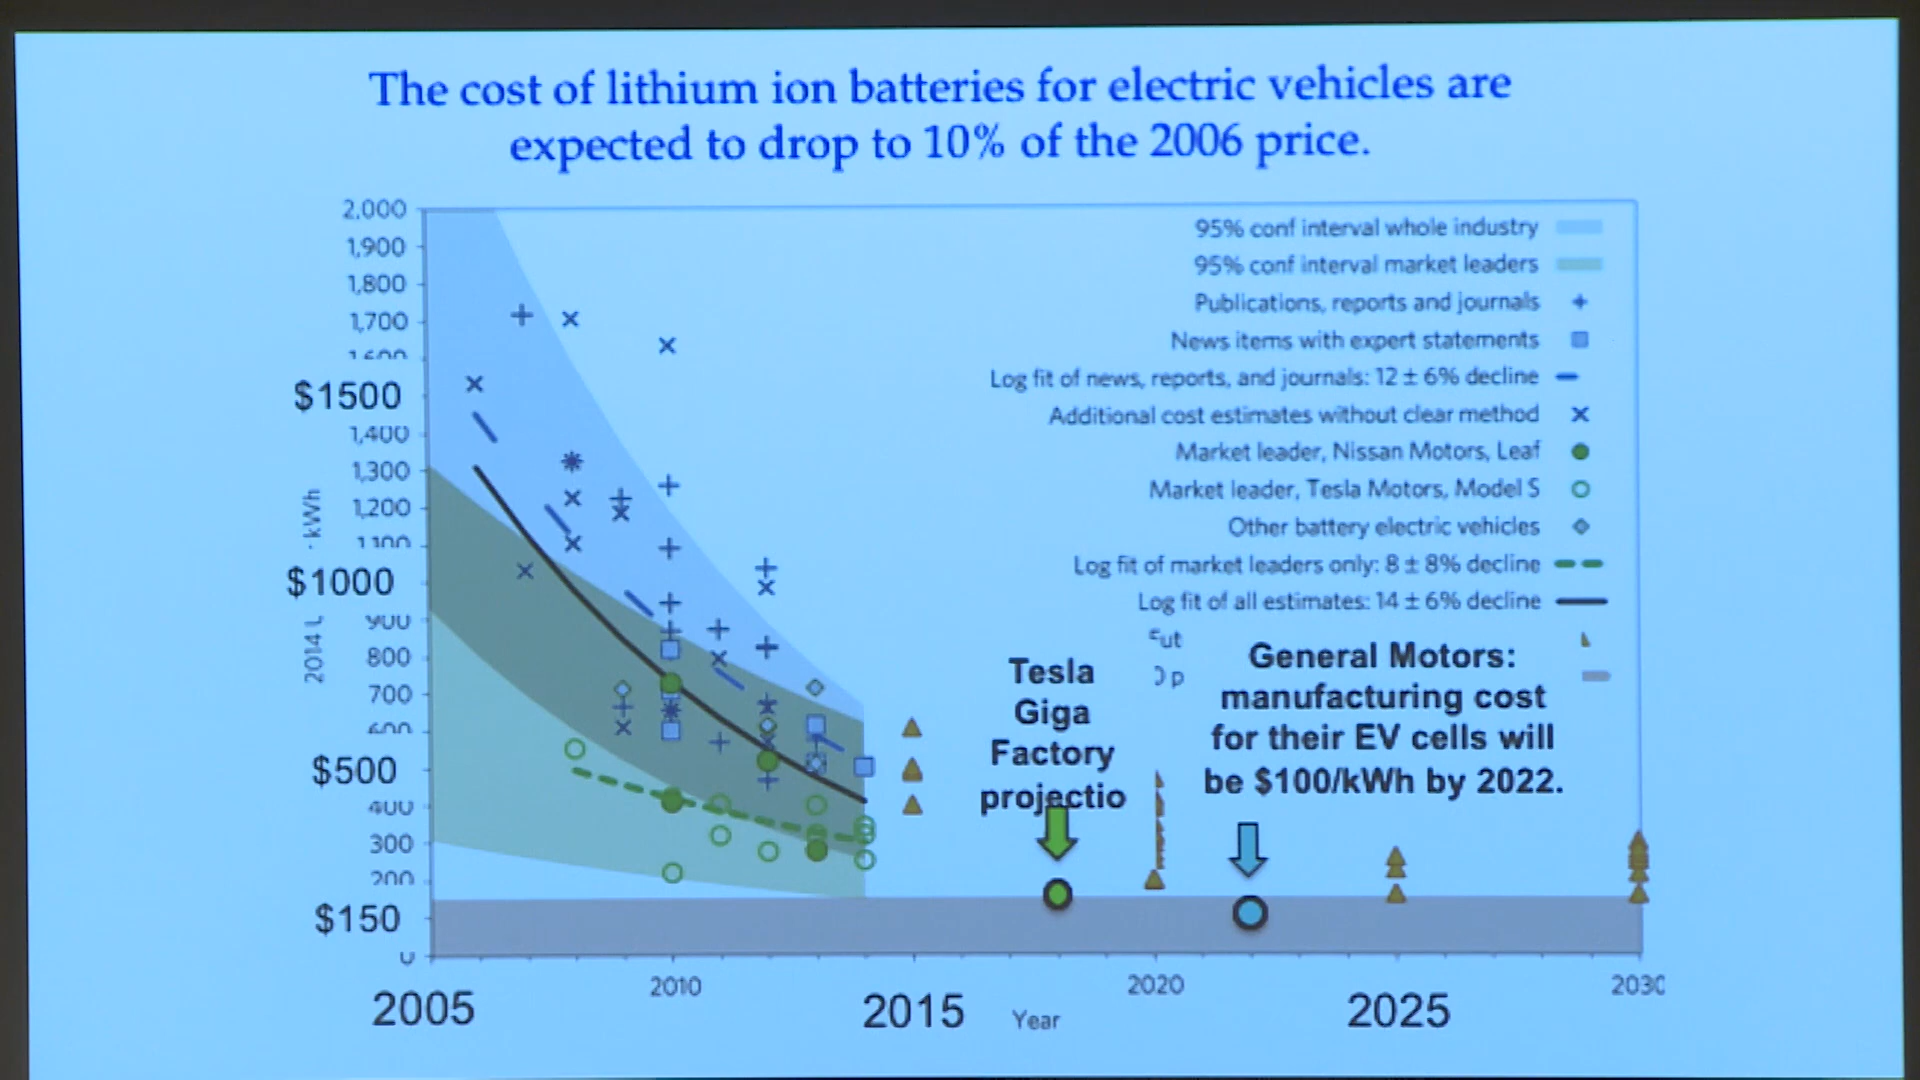 The cost of lithium ion batteries for electric vehicles are
expected to drop to 10% of the 2006 price.
2,000
1,900
1,800
1,700
1,600
$1500
1,400
1,300
1,200
1,100
$1000
900
800
700
600
$500
400
300
200
$150
0
2014 kWh
95% conf interval whole industry
95% conf interval market leaders
Publications, reports and journals
News items with expert statements
Log fit of news, reports, and journals: 12 ± 6% decline
Additional cost estimates without clear method
Market leader, Nissan Motors, Leaf
Market leader, Tesla Motors, Model S
Other battery electric vehicles
Log fit of market leaders only: 8 ± 8% decline
Log fit of all estimates: 14 ± 6% decline
Tesla
Giga
Factory
projectio
General Motors:
manufacturing cost
for their EV cells will
be $100/kWh by 2022.
2005
2010
2015
2020
2025
2030
Year